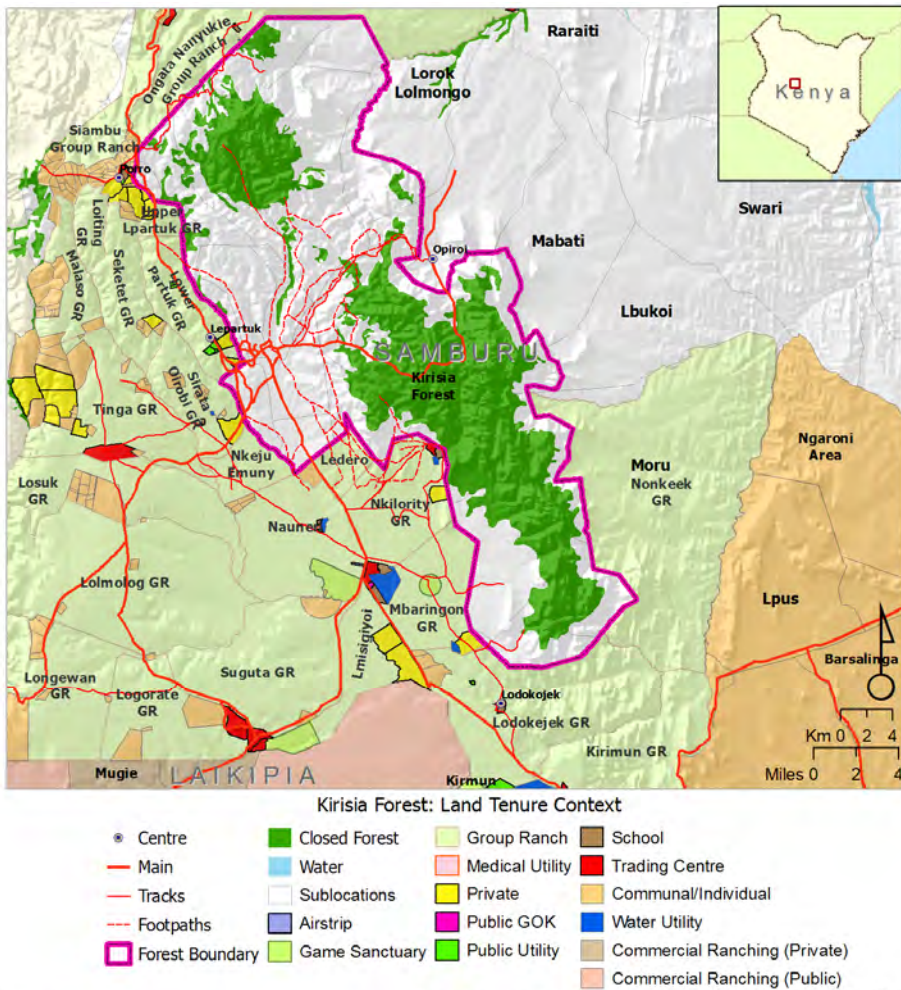 Raraiti
Ongata Nanyukie
Group Ranch
Lorok
Lolmongo
Kenya
Siambu
Group Ranch
Porro
Upper
Lpartuk GR
Swari
Loiting
GR
Malaso GR
Seketet GR
Lower
Partuk GR
Opiroi
Mabati
Lbukoi
Lepartuk
SAMBURU
Kirisia
Forest
Sirata
Oirobi GR
Tinga GR
Ngaroni
Area
Nkeju
Emuny
Ledero
Moru
Nonkeek
GR
Losuk
GR
Nkilority
GR
Naunen
Lolmolog GR
Lpus
Mbaringon
GR
Lmisigiyoi
Barsalinga
Longewan
GR
Suguta GR
Logorate
GR
Lodokojek
Lodokejek GR
Kirimun GR
Km 0 2 4
Miles 0 2 4
Mugie
LAIKIPIA
Kirmun
Kirisia Forest: Land Tenure Context
Centre
Main
Tracks
Footpaths
Forest Boundary
Closed Forest
Water
Sublocations
Airstrip
Game Sanctuary
Group Ranch
Medical Utility
Private
Public GOK
Public Utility
School
Trading Centre
Communal/Individual
Water Utility
Commercial Ranching (Private)
Commercial Ranching (Public)